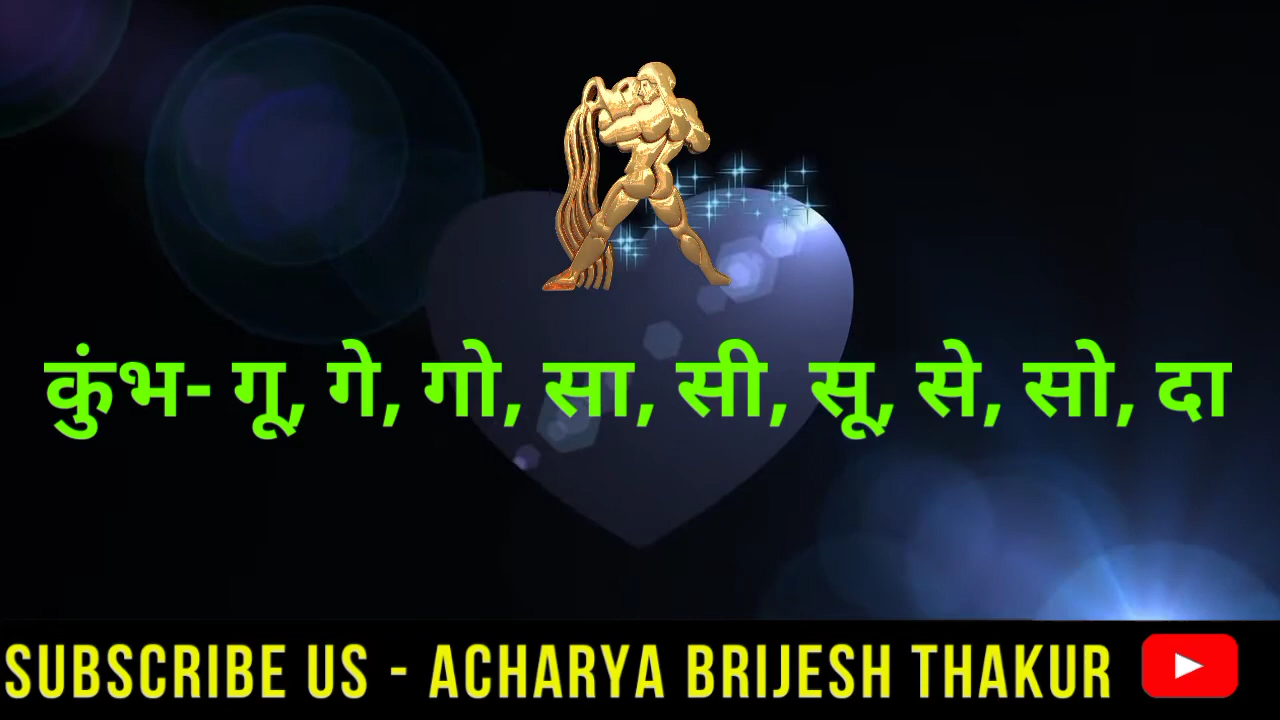 कुंभ- गू, गे, गो, सा, सी, सू, से, सो, दा
SUBSCRIBE US - ACHARYA BRIJESH THAKUR